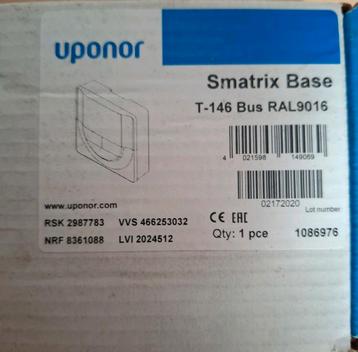 uponor
Smatrix Base
T-146 Bus RAL9016
4 021598 149069
www.uponor.com
02172020
Lot number
RSK 2987783 VVS 466253032 CE EAC
NRF 8361088 LVI 2024512 Qty: 1 pce 1086976